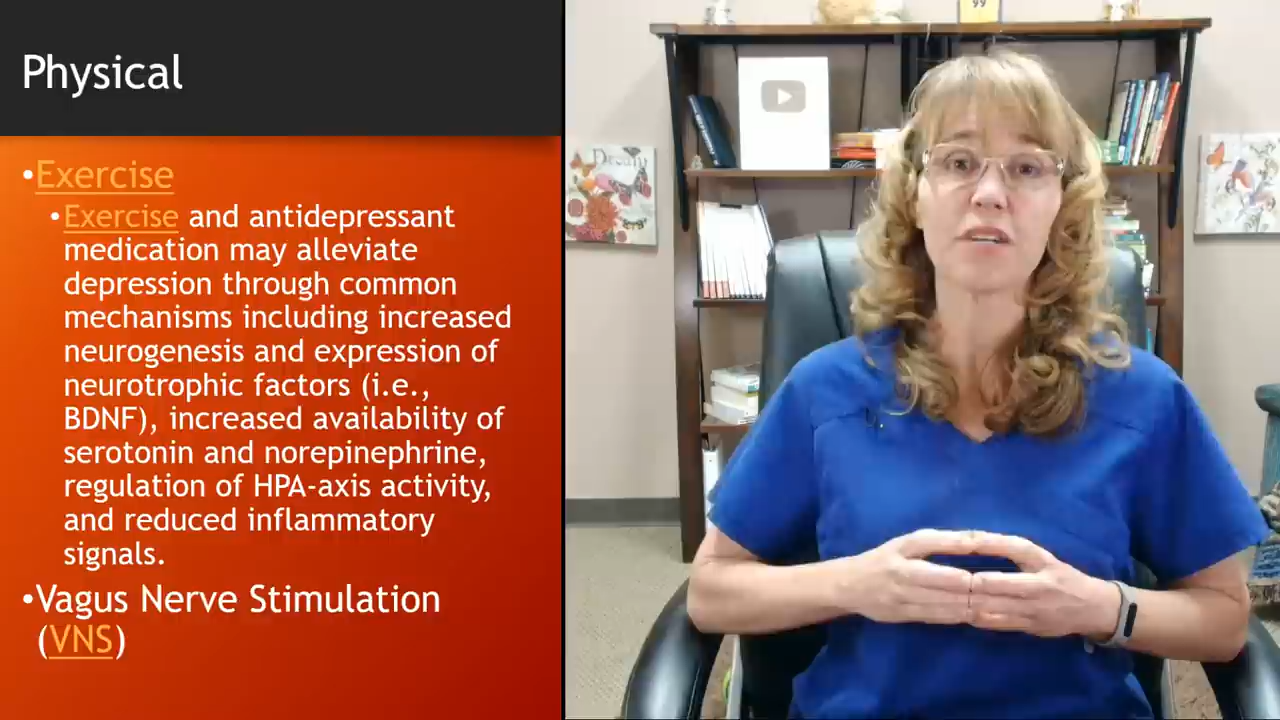 Physical
•Exercise
•Exercise and antidepressant
medication may alleviate
depression through common
mechanisms including increased
neurogenesis and expression of
neurotrophic factors (i.e.,
BDNF), increased availability of
serotonin and norepinephrine,
regulation of HPA-axis activity,
and reduced inflammatory
signals.
•Vagus Nerve Stimulation
(VNS)
99
Dream